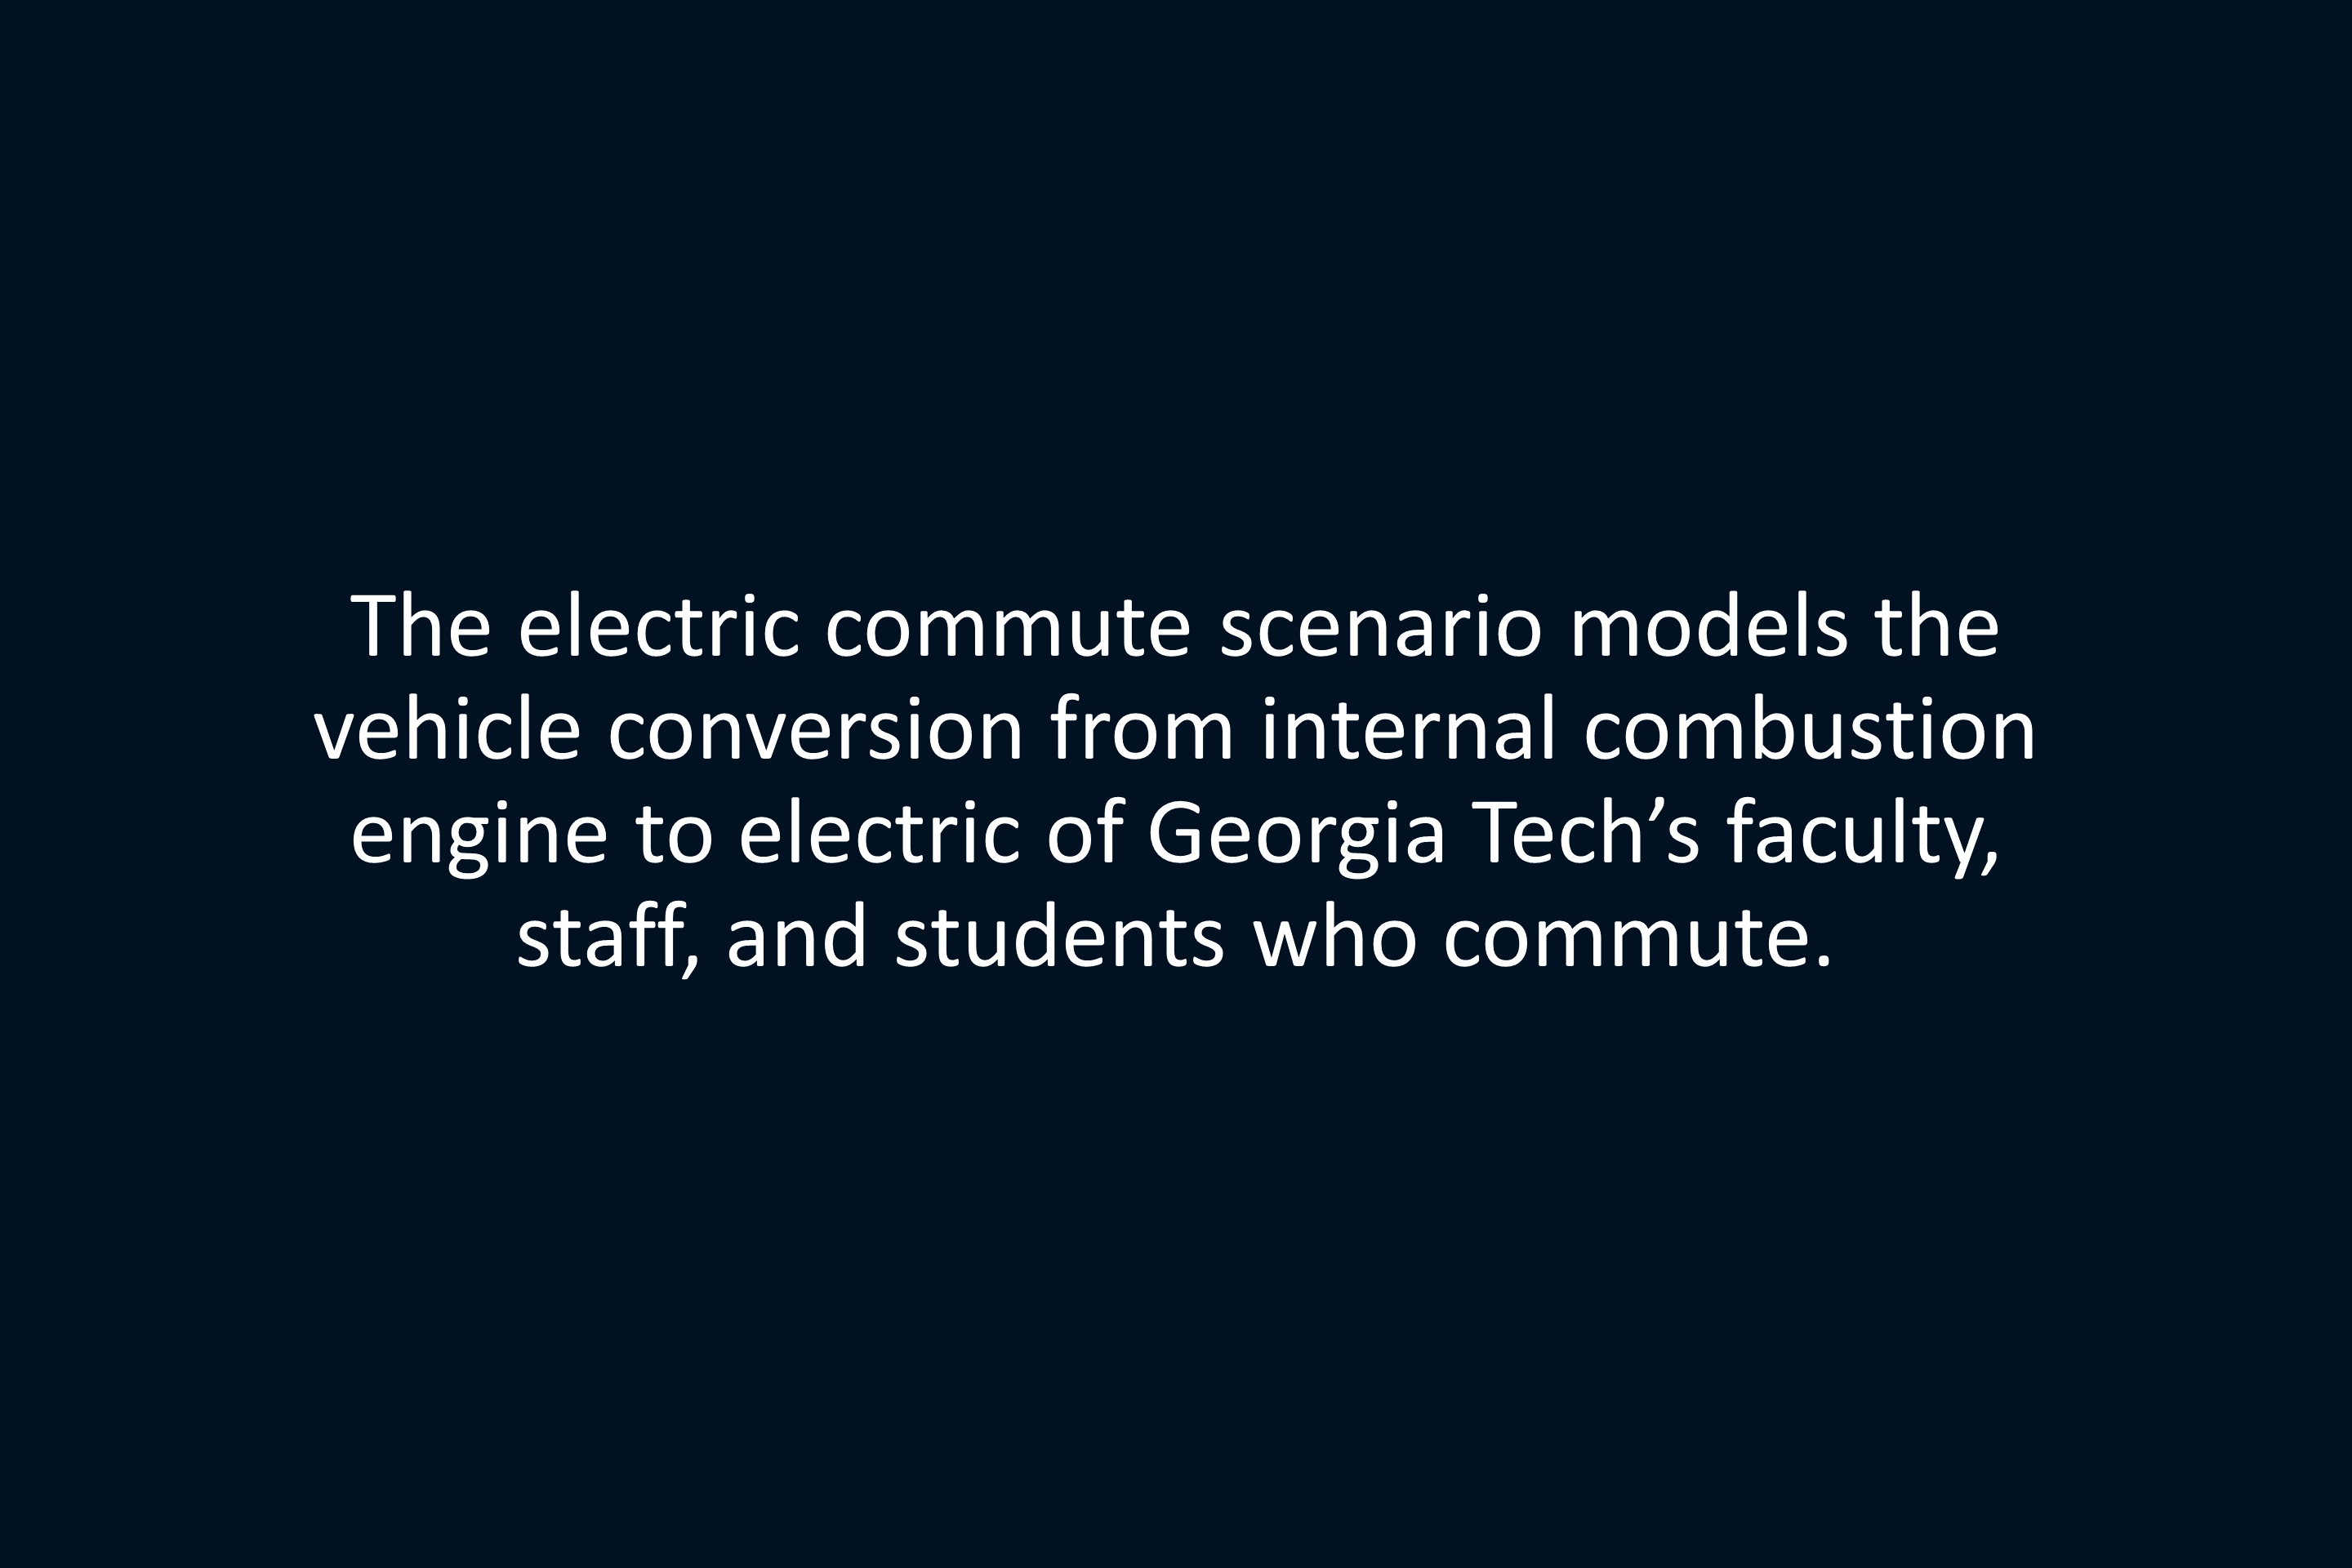 The electric commute scenario models the
vehicle conversion from internal combustion
engine to electric of Georgia Tech’s faculty,
staff, and students who commute.